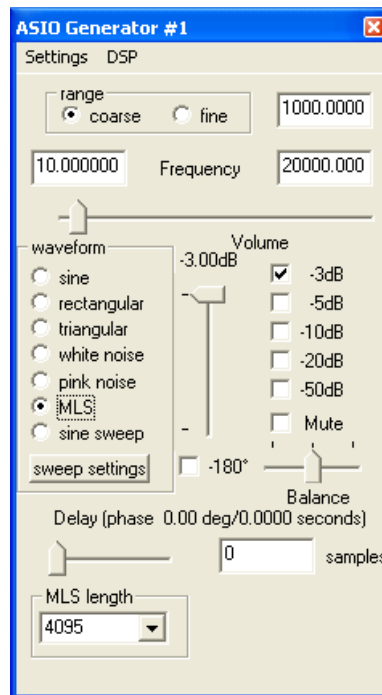 ASIO Generator #1
Settings DSP
range
coarse fine
1000.0000
10.000000 Frequency 20000.000
waveform
sine
rectangular
triangular
white noise
pink noise
MLS
sine sweep
sweep settings
Volume
-3.00dB
-3dB
-5dB
-10dB
-20dB
-50dB
Mute
-180°
Balance
Delay (phase 0.00 deg/0.0000 seconds)
0 samples
MLS length
4095